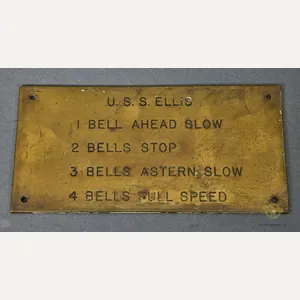 U.S.S. ELLIS
1 BELL AHEAD SLOW
2 BELLS STOP
3 BELLS ASTERN SLOW
4 BELLS FULL SPEED